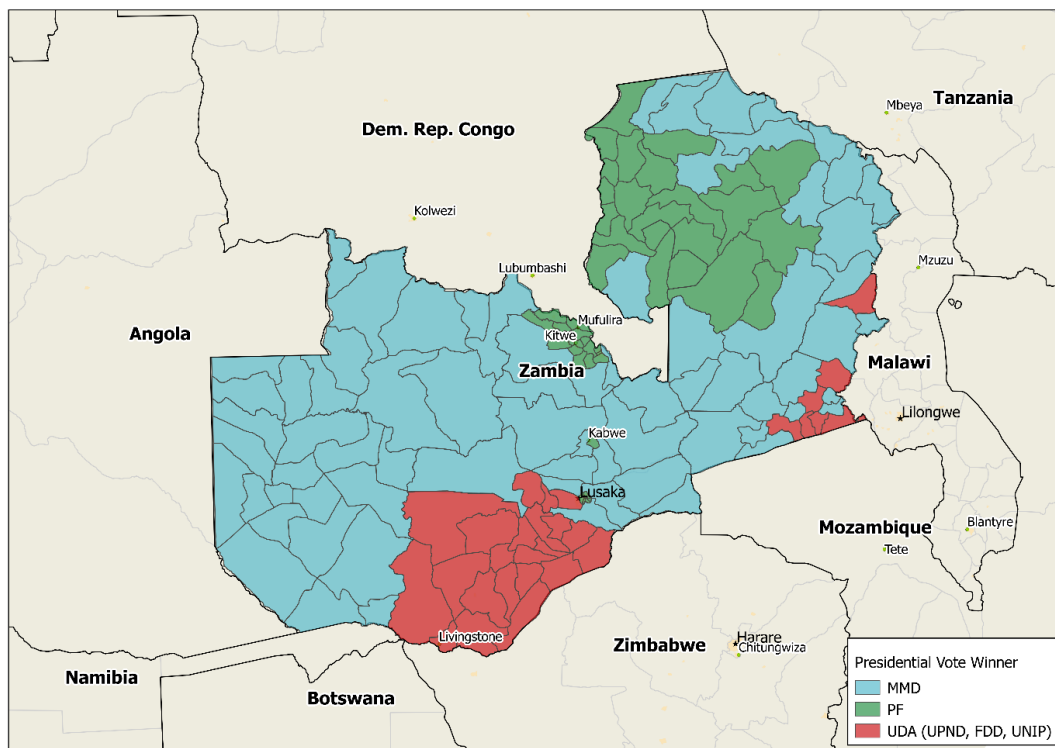 Mbeya
Tanzania
Dem. Rep. Congo
Kolwezi
Mzuzu
Lubumbashi
Mufulira
Angola
Kitwe
Malawi
Zambia
Lilongwe
Kabwe
Lusaka
Mozambique
Blantyre
Tete
Livingstone
Zimbabwe
Harare
Chitungwiza
Namibia
Botswana
Presidential Vote Winner
MMD
PF
UDA (UPND, FDD, UNIP)